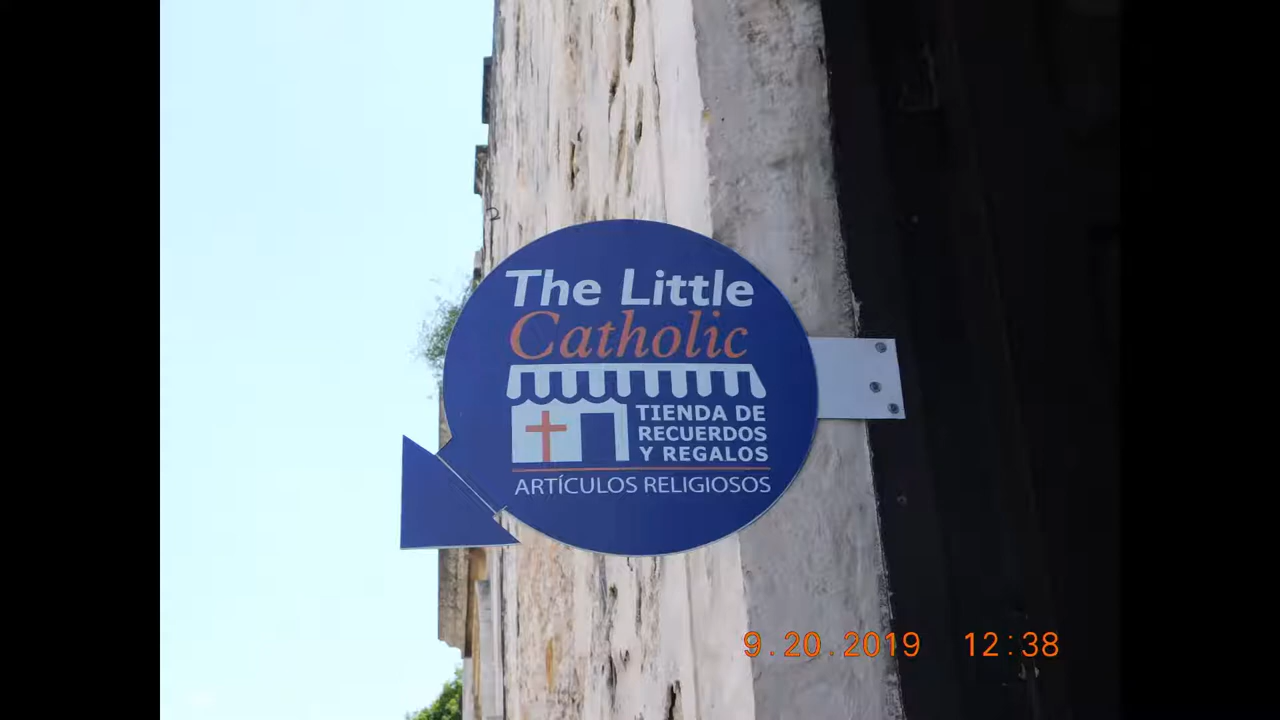 The Little
Catholic
TIENDA DE
RECUERDOS
Y REGALOS
ARTÍCULOS RELIGIOSOS
9.20.2019 12:38